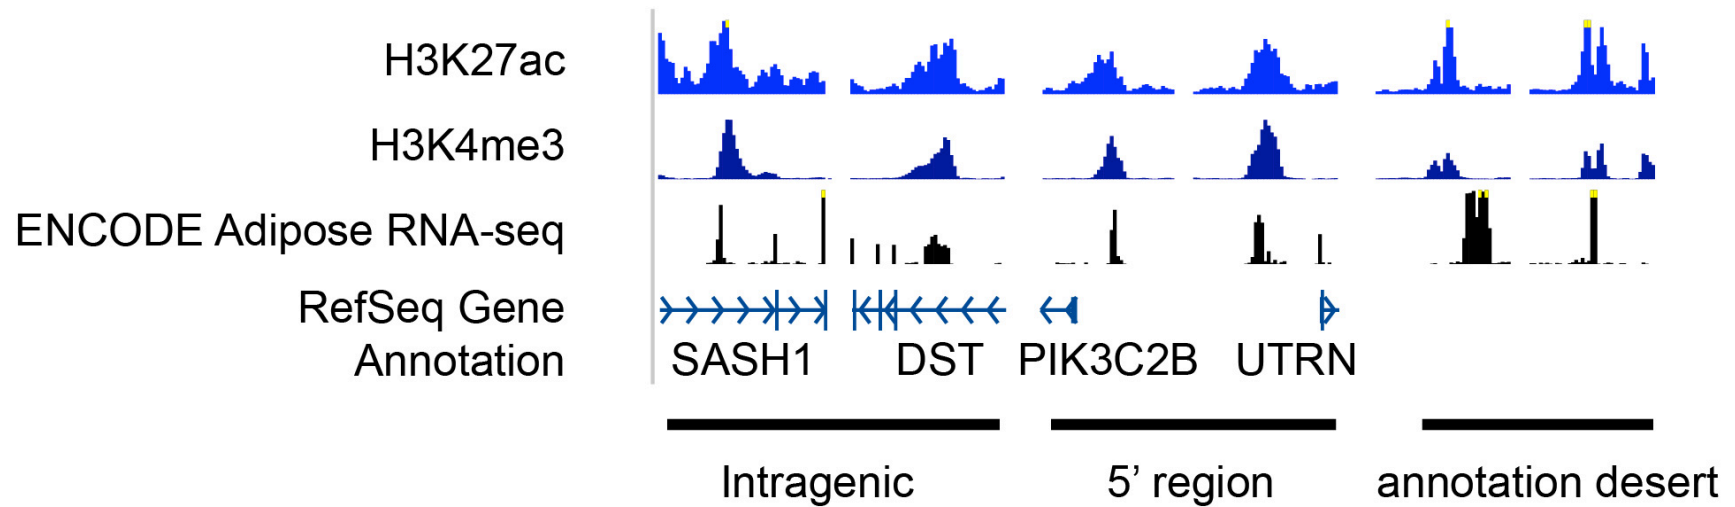 H3K27ac
H3K4me3
ENCODE Adipose RNA-seq
RefSeq Gene
Annotation
SASH1 DST PIK3C2B UTRN
Intragenic 5’ region annotation desert